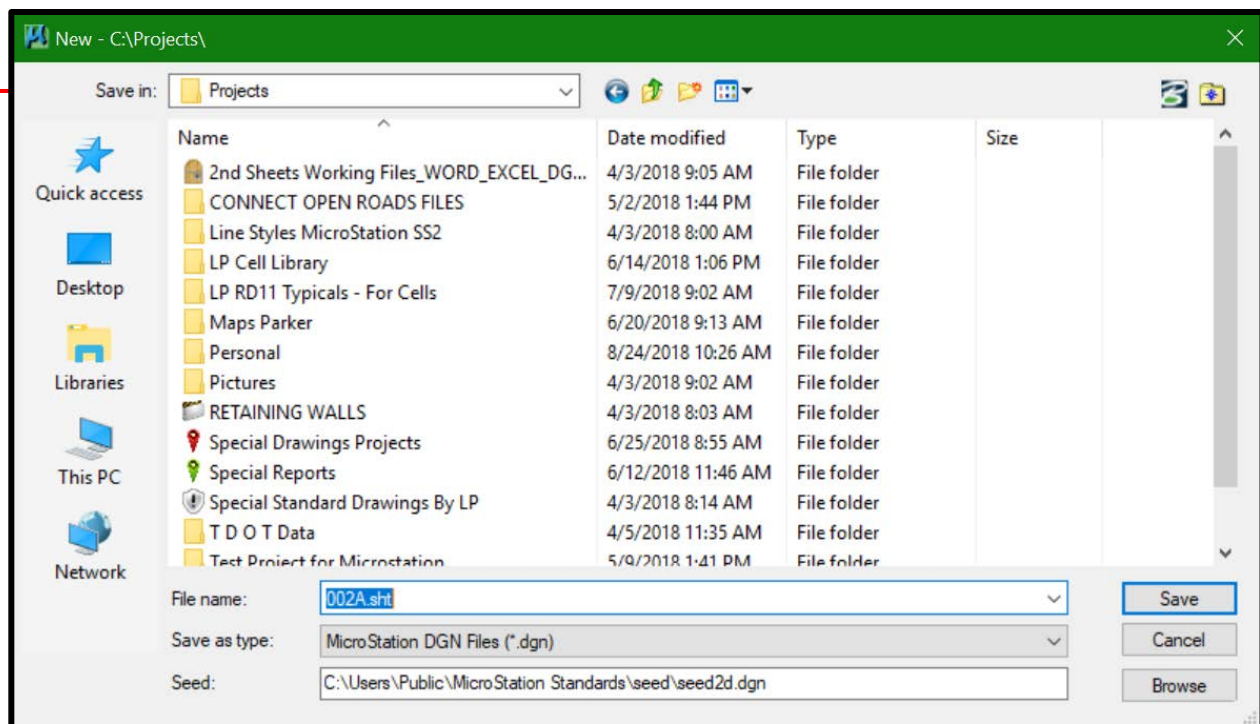 New - C:\Projects\
Save in: Projects
Name Date modified Type Size
2nd Sheets Working Files_WORD_EXCEL_DG... 4/3/2018 9:05 AM File folder
CONNECT OPEN ROADS FILES 5/2/2018 1:44 PM File folder
Line Styles MicroStation SS2 4/3/2018 8:00 AM File folder
LP Cell Library 6/14/2018 1:06 PM File folder
LP RD11 Typicals - For Cells 7/9/2018 9:02 AM File folder
Maps Parker 6/20/2018 9:13 AM File folder
Personal 8/24/2018 10:26 AM File folder
Pictures 4/3/2018 9:02 AM File folder
RETAINING WALLS 4/3/2018 8:03 AM File folder
Special Drawings Projects 6/25/2018 8:55 AM File folder
Special Reports 6/12/2018 11:46 AM File folder
Special Standard Drawings By LP 4/3/2018 8:14 AM File folder
T D O T Data 4/5/2018 11:35 AM File folder
Test Project for Microstation 5/9/2018 1:41 PM File folder
Quick access
Desktop
Libraries
This PC
Network
File name: 002A.sht Save
Save as type: MicroStation DGN Files (*.dgn) Cancel
Seed: C:\Users\Public\MicroStation Standards\seed\seed2d.dgn Browse